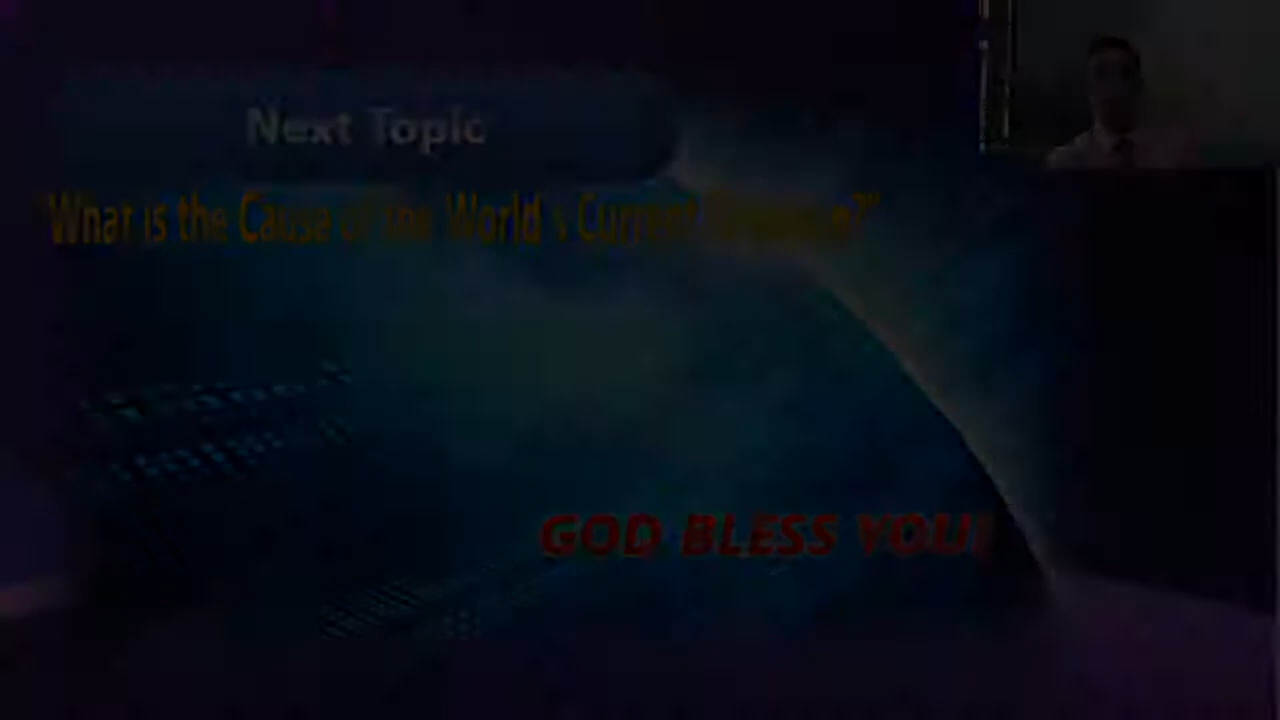 Next Topic
"What is the Cause of the World's Current
GOD BLESS YOU!